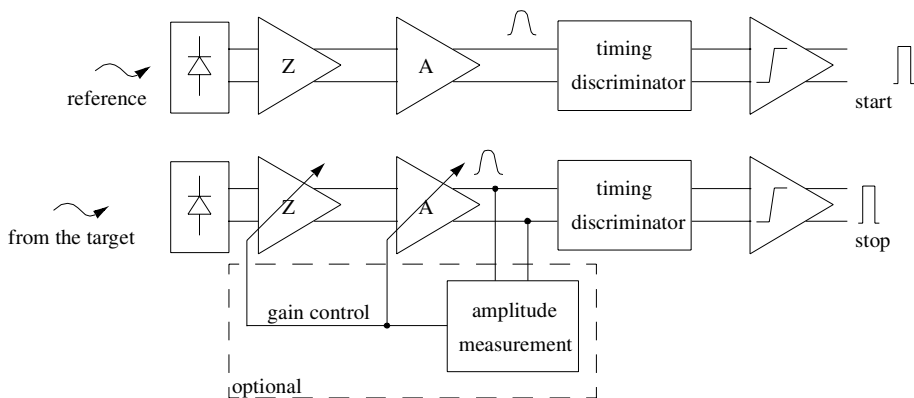 Z
A
timing
discriminator
reference
start
Z
A
timing
discriminator
from the target
stop
gain control
amplitude
measurement
optional